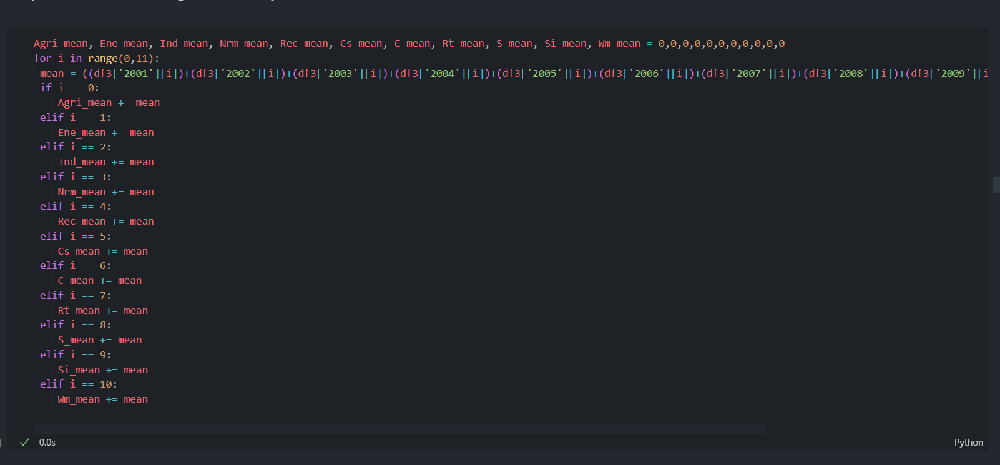 Agri_mean, Ene_mean, Ind_mean, Nrm_mean, Rec_mean, Cs_mean, C_mean, Rt_mean, S_mean, Si_mean, Wm_mean = 0,0,0,0,0,0,0,0,0,0,0
for i in range(0,11):
mean = ((df3['2001'][i])+(df3['2002'][i])+(df3['2003'][i])+(df3['2004'][i])+(df3['2005'][i])+(df3['2006'][i])+(df3['2007'][i])+(df3['2008'][i])+(df3['2009'][i
if i == 0:
Agri_mean += mean
elif i == 1:
Ene_mean += mean
elif i == 2:
Ind_mean += mean
elif i == 3:
Nrm_mean += mean
elif i == 4:
Rec_mean += mean
elif i == 5:
Cs_mean += mean
elif i == 6:
C_mean += mean
elif i == 7:
Rt_mean += mean
elif i == 8:
S_mean += mean
elif i == 9:
Si_mean += mean
elif i == 10:
Wm_mean += mean
0.0s
Python